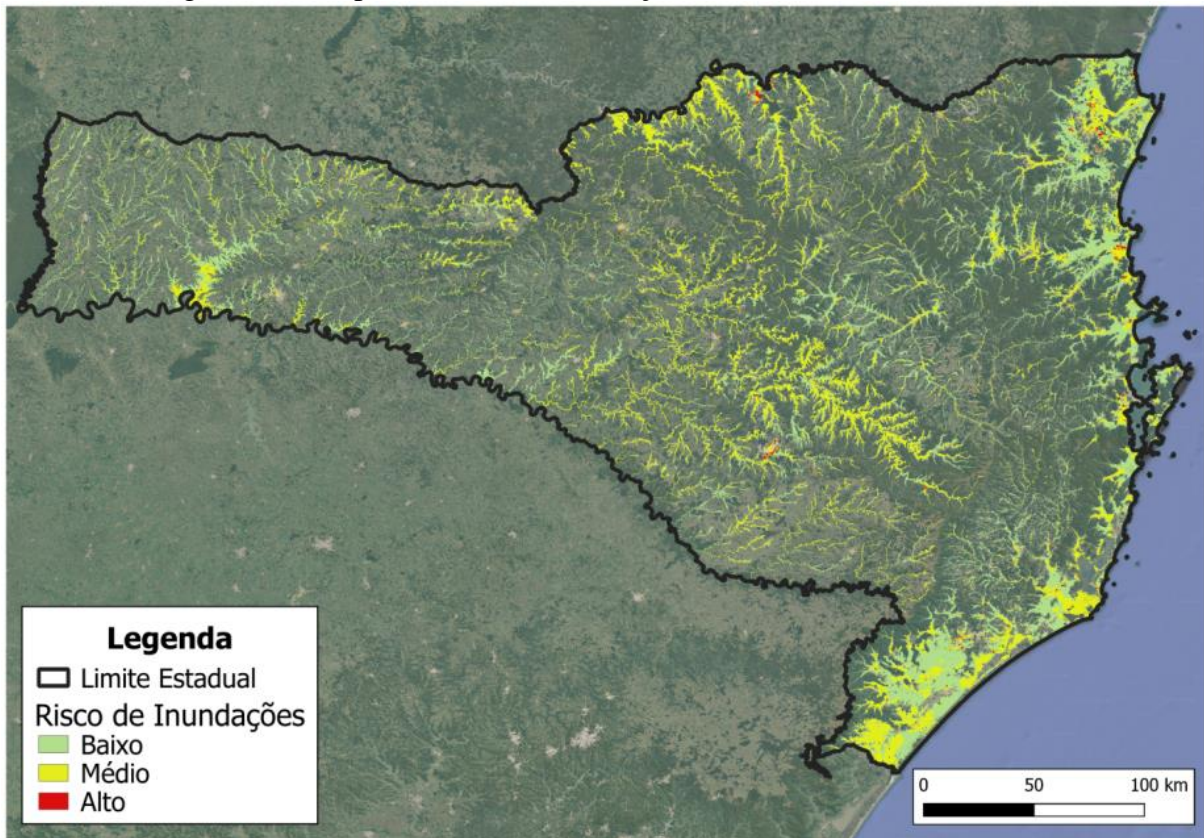 Legenda
Limite Estadual
Risco de Inundações
Baixo
Médio
Alto
0 50 100 km